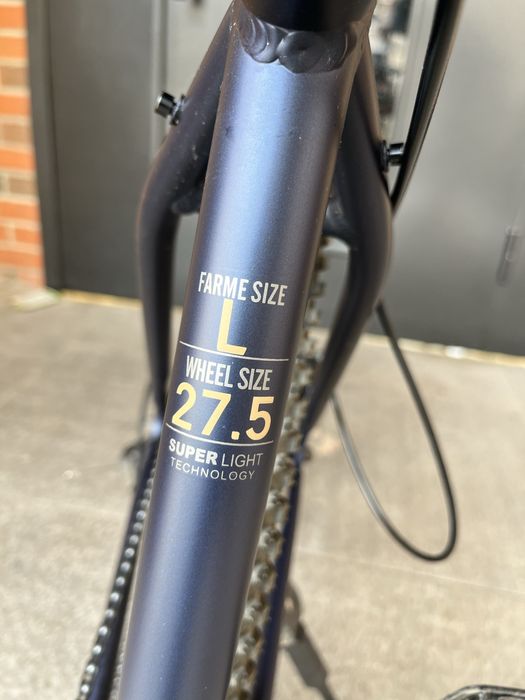 FARME SIZE
L
WHEEL SIZE
27.5
SUPER LIGHT
TECHNOLOGY